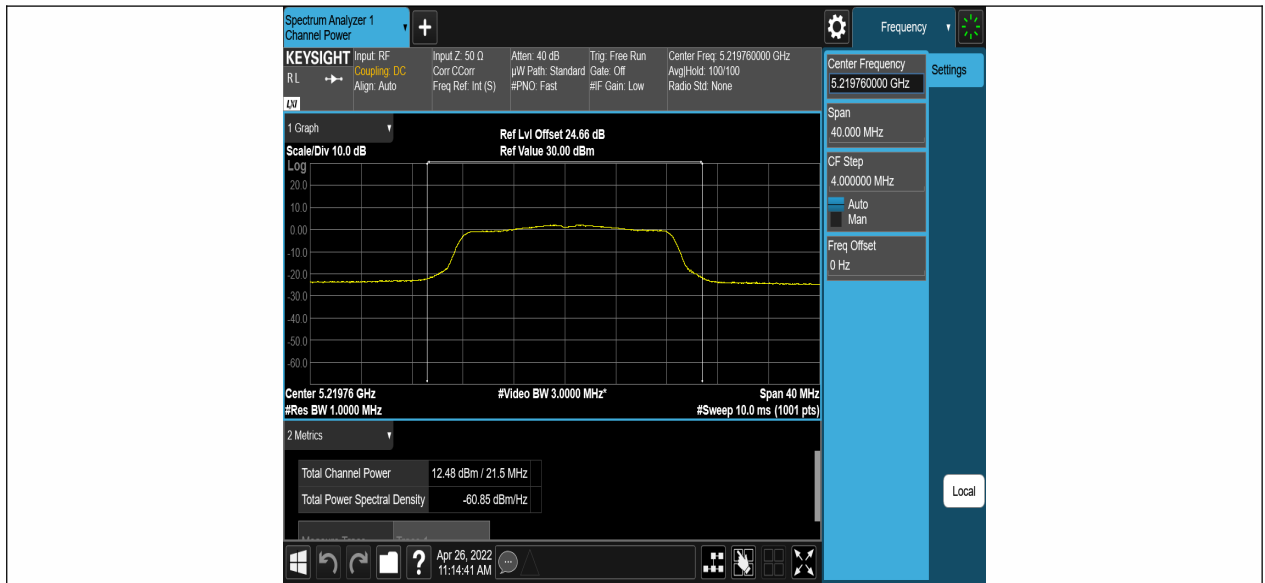 Spectrum Analyzer 1
Channel Power
+
Frequency
KEYSIGHT
RL
LXI
Input: RF
Coupling: DC
Align: Auto
Input Z: 50 Ω
Corr CCorr
Freq Ref: Int (S)
Atten: 40 dB
µW Path: Standard
#PNO: Fast
Trig: Free Run
Gate: Off
#IF Gain: Low
Center Freq: 5.219760000 GHz
Avg|Hold: 100/100
Radio Std: None
Center Frequency
5.219760000 GHz
Settings
Span
40.000 MHz
CF Step
4.000000 MHz
Auto
Man
Freq Offset
0 Hz
Local
1 Graph
Scale/Div 10.0 dB
Ref Lvl Offset 24.66 dB
Ref Value 30.00 dBm
Log
20.0
10.0
0.00
-10.0
-20.0
-30.0
-40.0
-50.0
-60.0
Center 5.21976 GHz
#Video BW 3.0000 MHz*
Span 40 MHz
#Res BW 1.0000 MHz
#Sweep 10.0 ms (1001 pts)
2 Metrics
Total Channel Power 12.48 dBm / 21.5 MHz
Total Power Spectral Density -60.85 dBm/Hz
?
Apr 26, 2022
11:14:41 AM